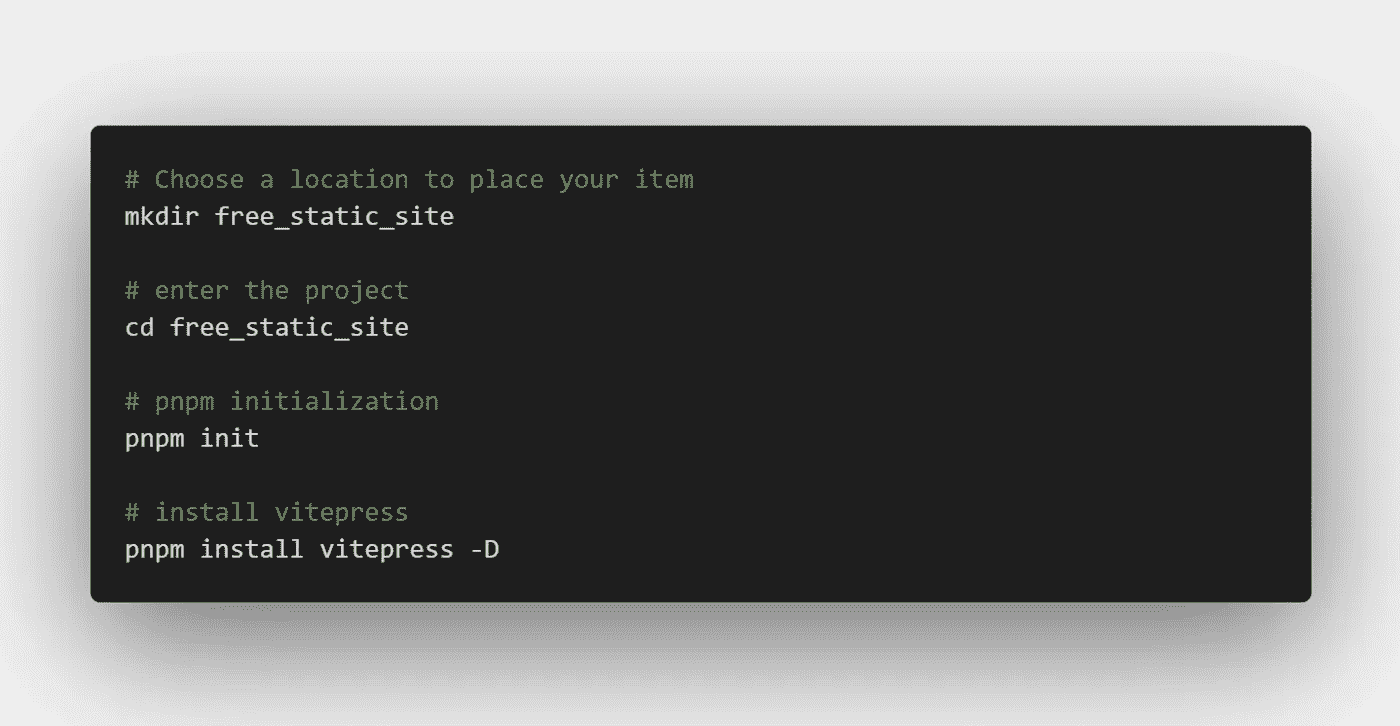 # Choose a location to place your item
mkdir free_static_site
# enter the project
cd free_static_site
# pnpm initialization
pnpm init
# install vitepress
pnpm install vitepress -D